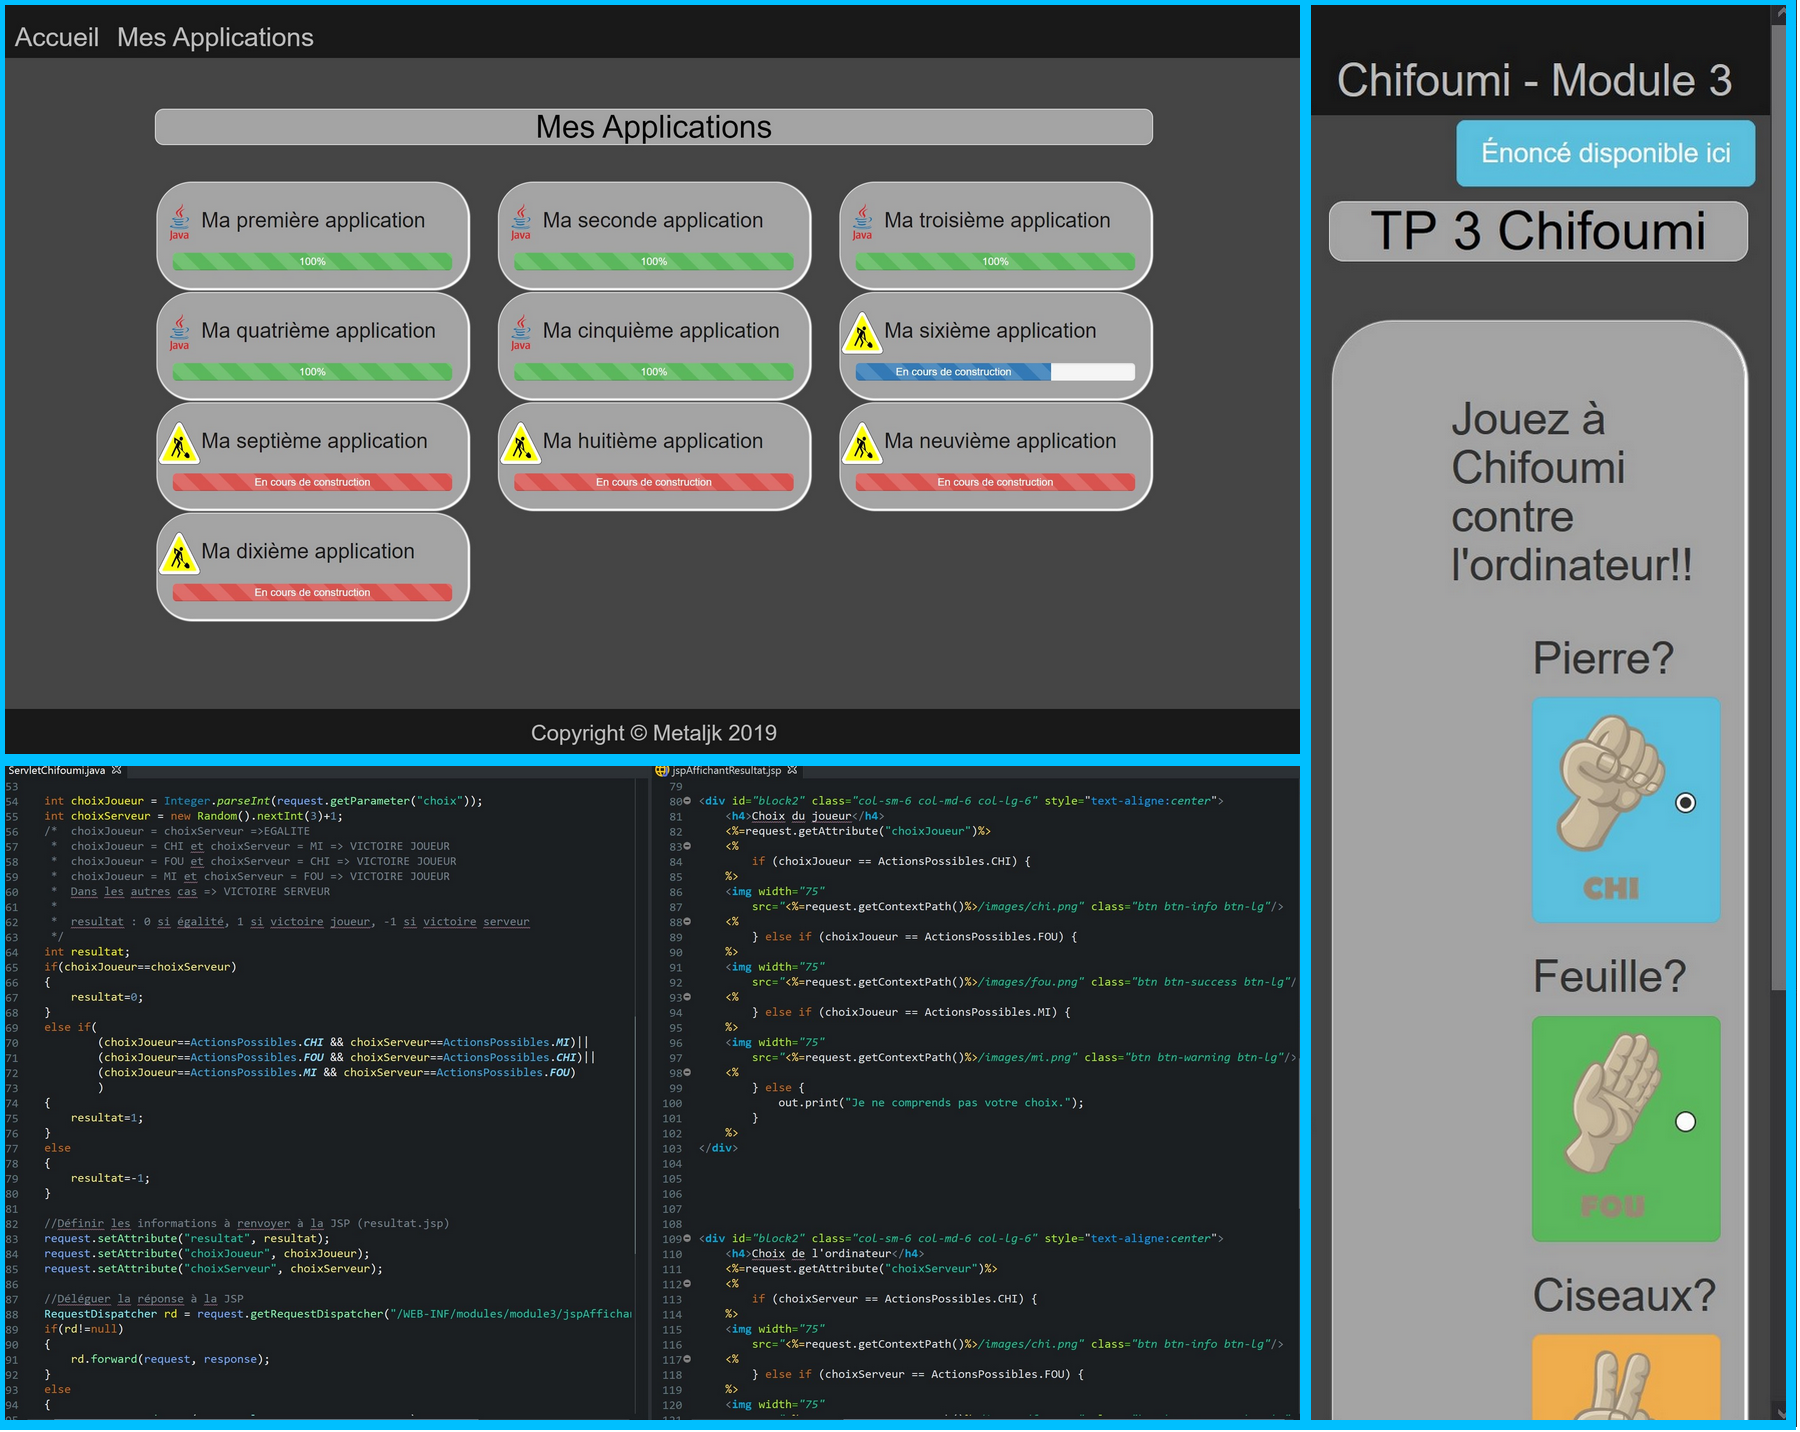 Accueil Mes Applications
Mes Applications
Java Ma première application
100%
Java Ma seconde application
100%
Java Ma troisième application
100%
Java Ma quatrième application
100%
Java Ma cinquième application
100%
Ma sixième application
En cours de construction
Ma septième application
En cours de construction
Ma huitième application
En cours de construction
Ma neuvième application
En cours de construction
Ma dixième application
En cours de construction
Copyright © Metaljk 2019
ServletChifoumi.java
53
54 int choixJoueur = Integer.parseInt(request.getParameter("choix"));
55 int choixServeur = new Random().nextInt(3)+1;
56 /* choixJoueur = choixServeur =>EGALITE
57 * choixJoueur = CHI et choixServeur = MI => VICTOIRE JOUEUR
58 * choixJoueur = FOU et choixServeur = CHI => VICTOIRE JOUEUR
59 * choixJoueur = MI et choixServeur = FOU => VICTOIRE JOUEUR
60 * Dans les autres cas => VICTOIRE SERVEUR
61 *
62 * resultat : 0 si égalité, 1 si victoire joueur, -1 si victoire serveur
63 */
64 int resultat;
65 if(choixJoueur==choixServeur)
66 {
67 resultat=0;
68 }
69 else if(
70 (choixJoueur==ActionsPossibles.CHI && choixServeur==ActionsPossibles.MI)||
71 (choixJoueur==ActionsPossibles.FOU && choixServeur==ActionsPossibles.CHI)||
72 (choixJoueur==ActionsPossibles.MI && choixServeur==ActionsPossibles.FOU)
73 )
74 {
75 resultat=1;
76 }
77 else
78 {
79 resultat=-1;
80 }
81
82 //Définir les informations à renvoyer à la JSP (resultat.jsp)
83 request.setAttribute("resultat", resultat);
84 request.setAttribute("choixJoueur", choixJoueur);
85 request.setAttribute("choixServeur", choixServeur);
86
87 //Déléguer la réponse à la JSP
88 RequestDispatcher rd = request.getRequestDispatcher("/WEB-INF/modules/module3/jspAfficha
89 if(rd!=null)
90 {
91 rd.forward(request, response);
92 }
93 else
94 {
jspAffichantResultat.jsp
79
80 <div id="block2" class="col-sm-6 col-md-6 col-lg-6" style="text-aligne:center">
81 <h4>Choix du joueur</h4>
82 <%=request.getAttribute("choixJoueur")%>
83 <%
84 if (choixJoueur == ActionsPossibles.CHI) {
85 %>
86 <img width="75"
87 src="<%=request.getContextPath()%>/images/chi.png" class="btn btn-info btn-lg"/>
88 <%
89 } else if (choixJoueur == ActionsPossibles.FOU) {
90 %>
91 <img width="75"
92 src="<%=request.getContextPath()%>/images/fou.png" class="btn btn-success btn-lg"/
93 <%
94 } else if (choixJoueur == ActionsPossibles.MI) {
95 %>
96 <img width="75"
97 src="<%=request.getContextPath()%>/images/mi.png" class="btn btn-warning btn-lg"/>
98 <%
99 } else {
100 out.print("Je ne comprends pas votre choix.");
101 }
102 %>
103 </div>
104
105
106
107
108
109 <div id="block2" class="col-sm-6 col-md-6 col-lg-6" style="text-aligne:center">
110 <h4>Choix de l'ordinateur</h4>
111 <%=request.getAttribute("choixServeur")%>
112 <%
113 if (choixServeur == ActionsPossibles.CHI) {
114 %>
115 <img width="75"
116 src="<%=request.getContextPath()%>/images/chi.png" class="btn btn-info btn-lg"/>
117 <%
118 } else if (choixServeur == ActionsPossibles.FOU) {
119 %>
120 <img width="75"
Chifoumi - Module 3
Énoncé disponible ici
TP 3 Chifoumi
Jouez à
Chifoumi
contre
l'ordinateur!!
Pierre?
CHI
Feuille?
FOU
Ciseaux?